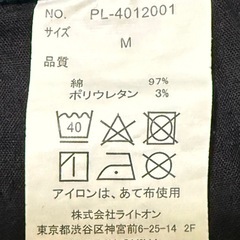 NO. PL-4012001
サイズ
M
品質
綿 97%
ポリウレタン 3%
40
アイロンは、あて布使用
株式会社ライトオン
東京都渋谷区神宮前6-25-14 2F